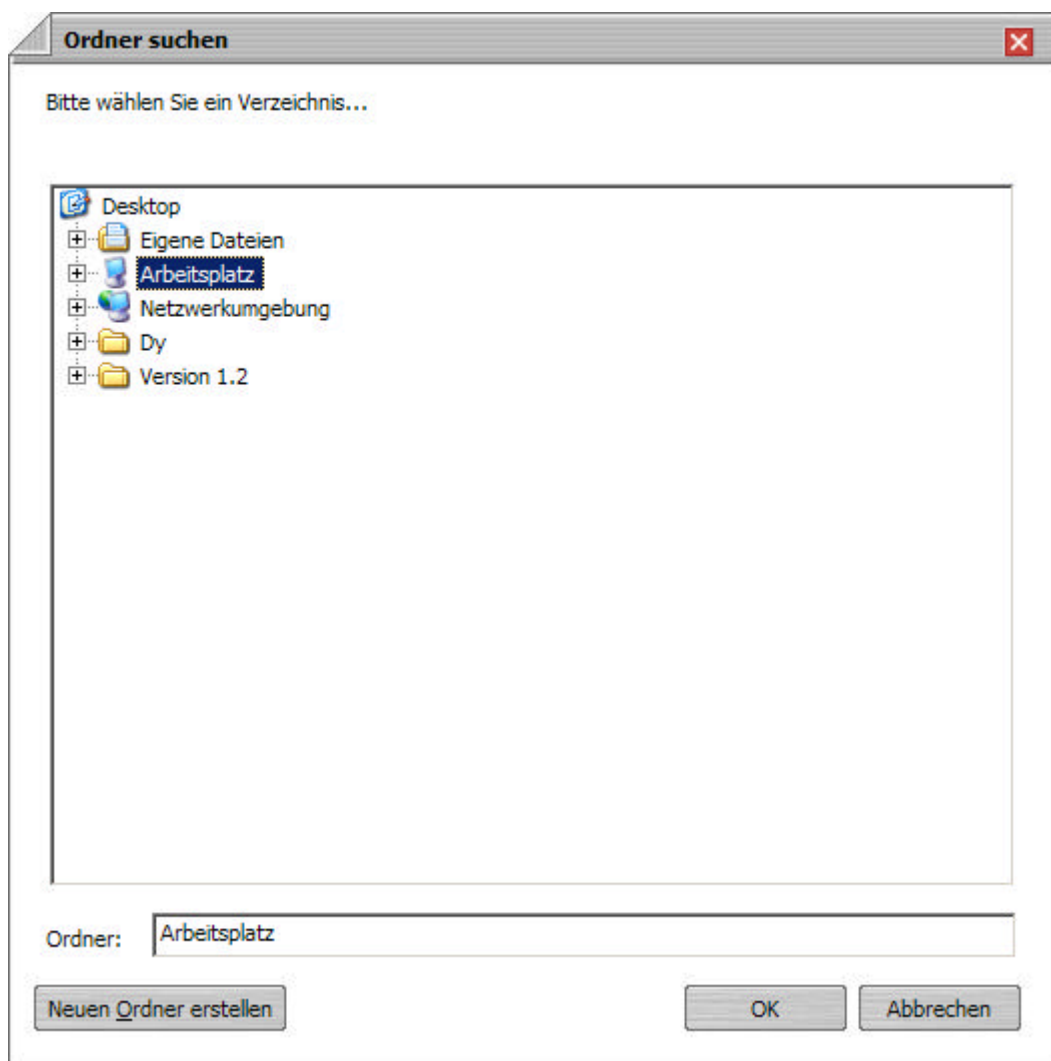 Ordner suchen
Bitte wählen Sie ein Verzeichnis...
Desktop
Eigene Dateien
Arbeitsplatz
Netzwerkumgebung
Dy
Version 1.2
Ordner: Arbeitsplatz
Neuen Ordner erstellen OK Abbrechen